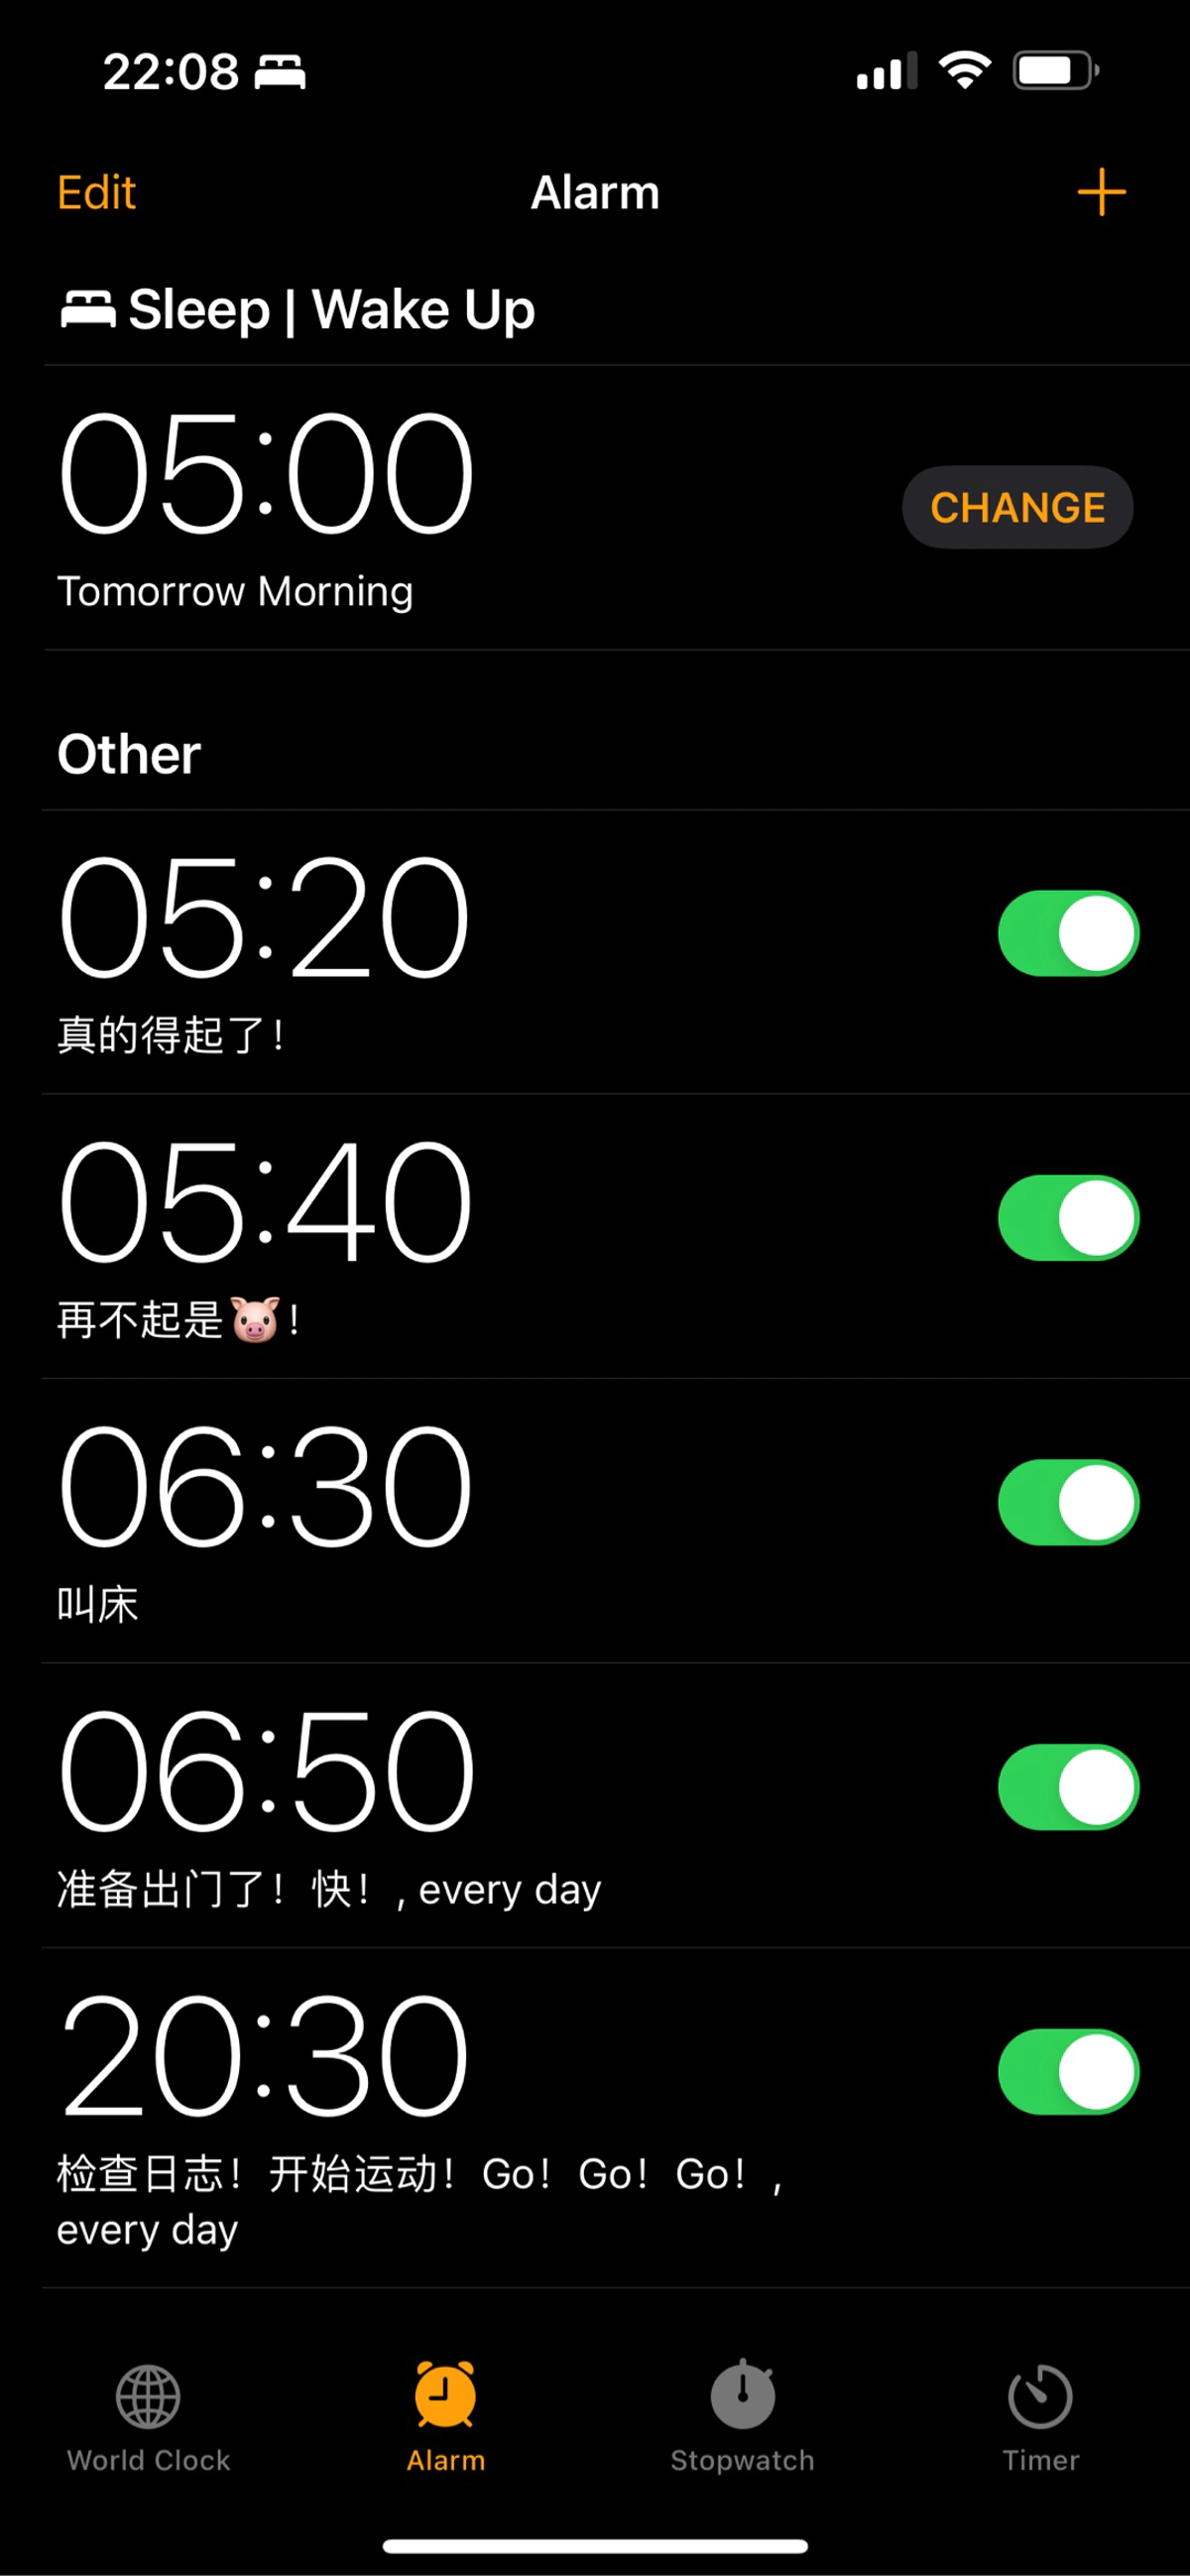 22:08
Edit Alarm +
Sleep | Wake Up
05:00
CHANGE
Tomorrow Morning
Other
05:20
真的得起了！
05:40
再不起是🐷！
06:30
叫床
06:50
准备出门了！快！, every day
20:30
检查日志！开始运动！Go！Go！Go！,
every day
World Clock Alarm Stopwatch Timer